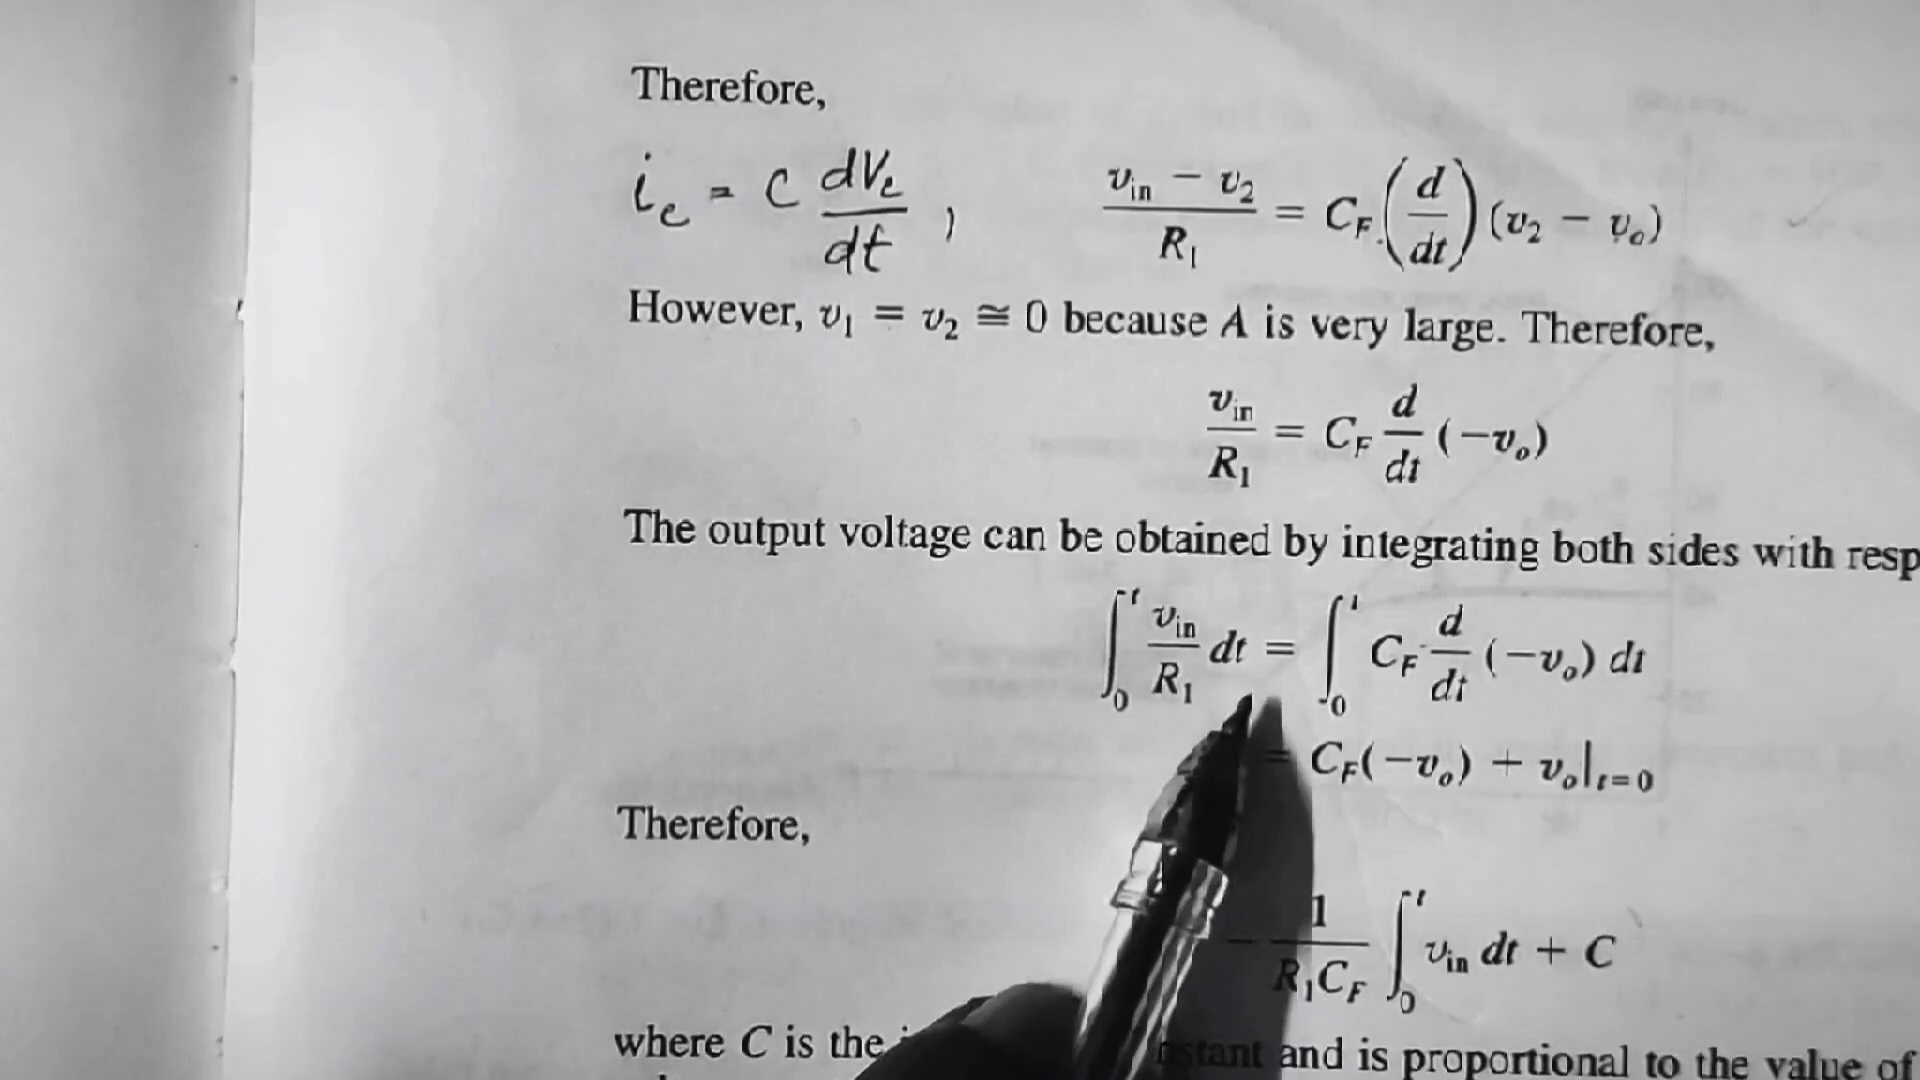 Therefore,
i_c = C dV_c/dt , (v_in − v_2)/R_1 = C_F (d/dt)(v_2 − v_o)
However, v_1 = v_2 ≅ 0 because A is very large. Therefore,
v_in/R_1 = C_F d/dt (−v_o)
The output voltage can be obtained by integrating both sides with resp
∫_0^t v_in/R_1 dt = ∫_0^t C_F d/dt (−v_o) dt
= C_F(−v_o) + v_o|_{t=0}
Therefore,
− 1/(R_1C_F) ∫_0^t v_in dt + C
where C is the and is proportional to the value of